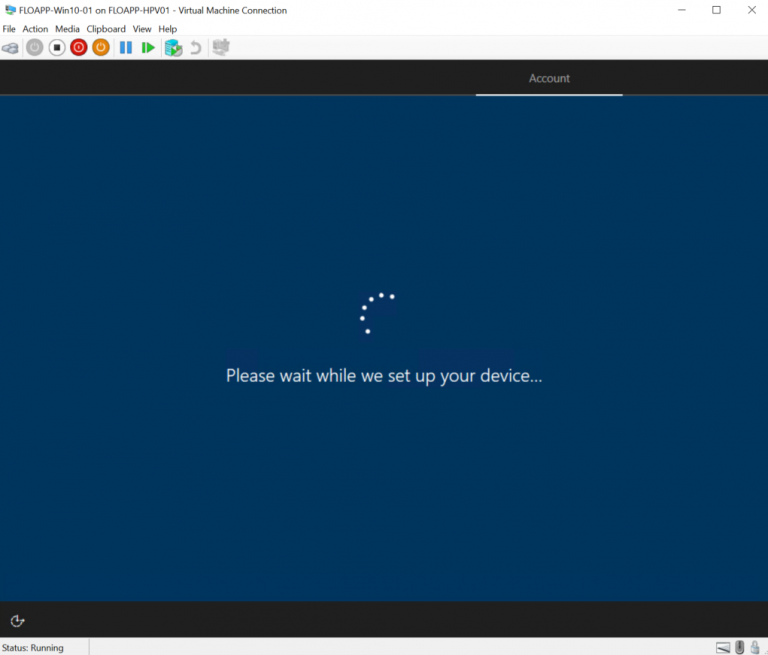 FLOAPP-Win10-01 on FLOAPP-HPV01 - Virtual Machine Connection
File Action Media Clipboard View Help
Account
Please wait while we set up your device...
Status: Running